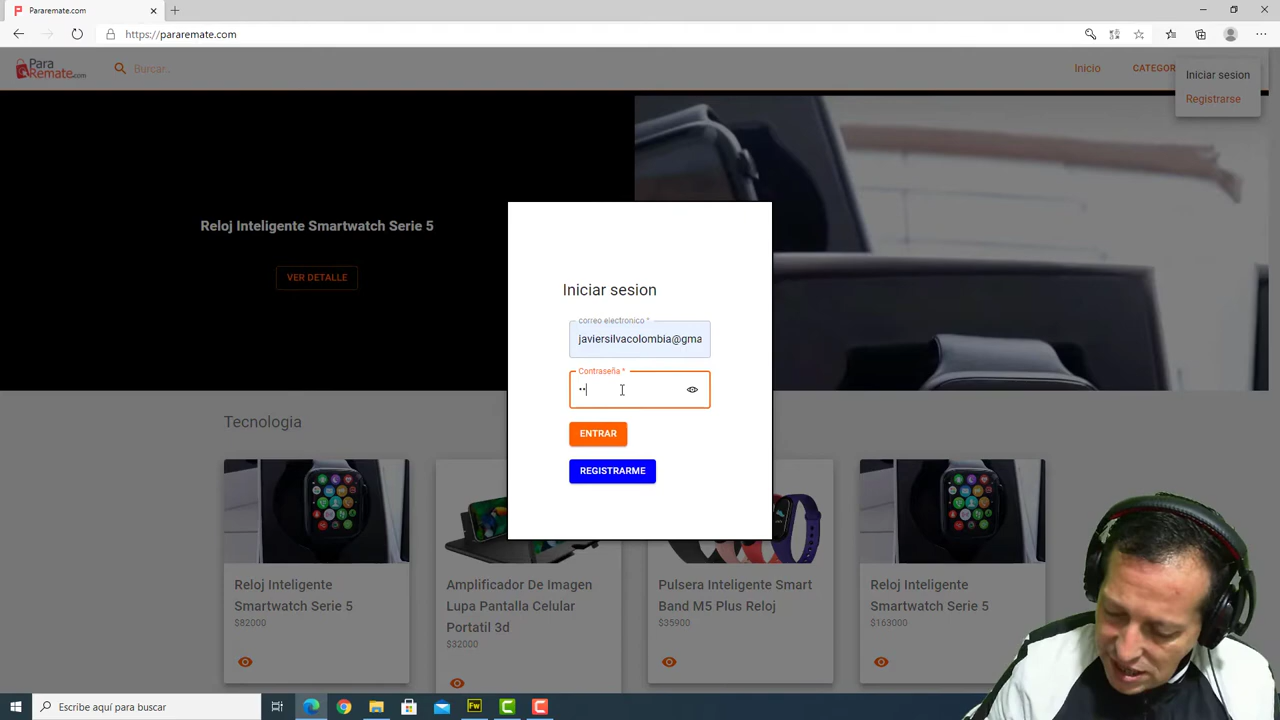 Pararemate.com
https://pararemate.com
Para
Remate.com
Buscar..
Inicio
CATEGOR
Iniciar sesion
Registrarse
Reloj Inteligente Smartwatch Serie 5
VER DETALLE
Iniciar sesion
correo electronico *
javiersilvacolombia@gma
Contraseña *
ENTRAR
REGISTRARME
Tecnologia
Reloj Inteligente
Smartwatch Serie 5
$82000
Amplificador De Imagen
Lupa Pantalla Celular
Portatil 3d
$32000
Pulsera Inteligente Smart
Band M5 Plus Reloj
$35900
Reloj Inteligente
Smartwatch Serie 5
$163000
Escribe aquí para buscar
Fw